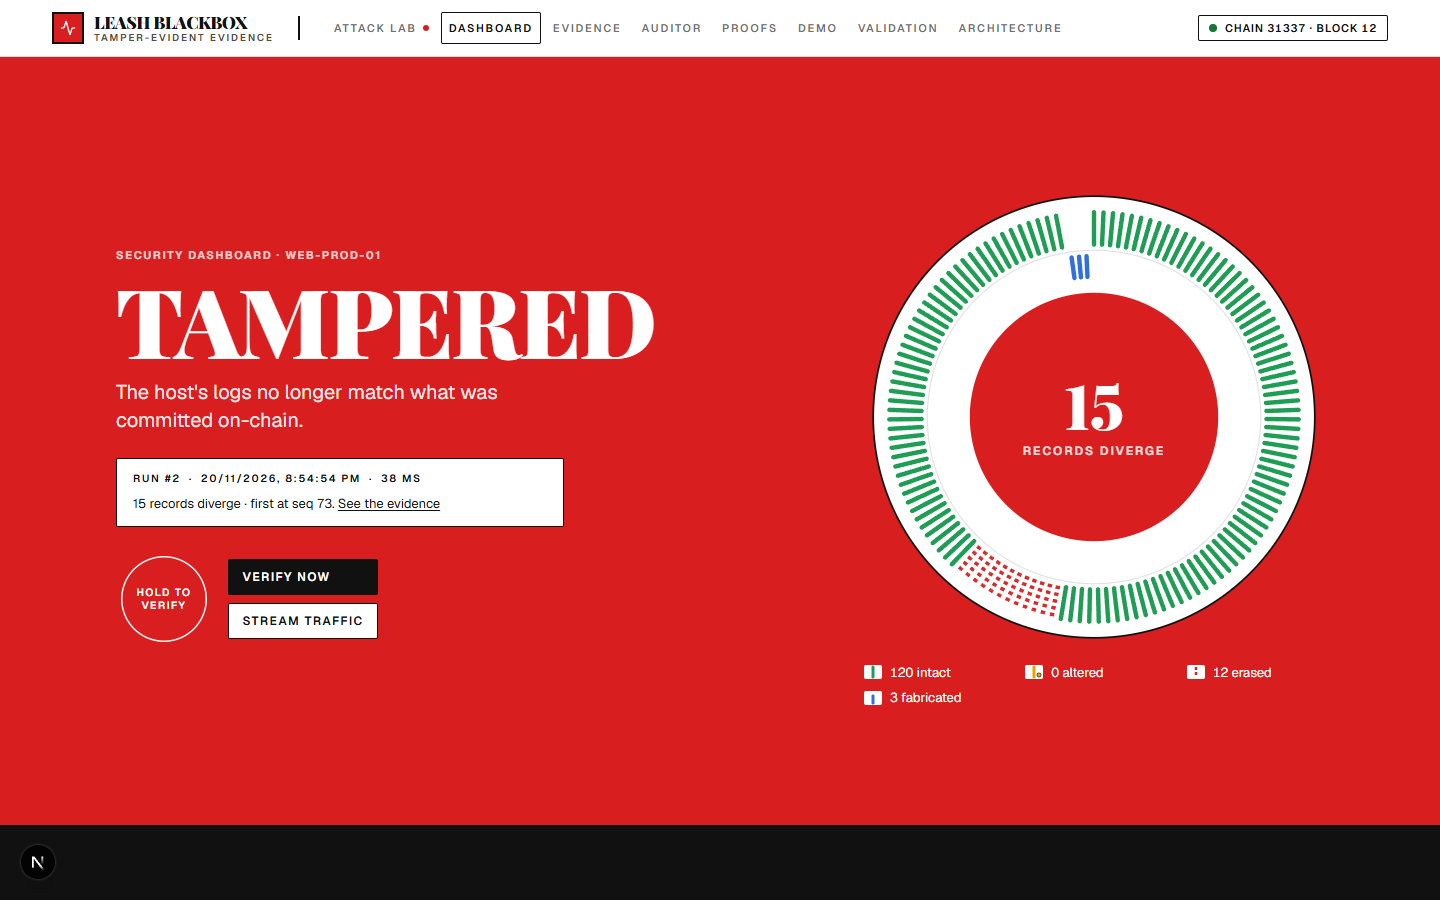 LEASH BLACKBOX
TAMPER-EVIDENT EVIDENCE
ATTACK LAB
DASHBOARD
EVIDENCE
AUDITOR
PROOFS
DEMO
VALIDATION
ARCHITECTURE
CHAIN 31337 · BLOCK 12
SECURITY DASHBOARD · WEB-PROD-01
TAMPERED
The host's logs no longer match what was
committed on-chain.
RUN #2 · 20/11/2026, 8:54:54 PM · 38 MS
15 records diverge · first at seq 73. See the evidence
HOLD TO
VERIFY
VERIFY NOW
STREAM TRAFFIC
15
RECORDS DIVERGE
120 intact
0 altered
12 erased
3 fabricated
N